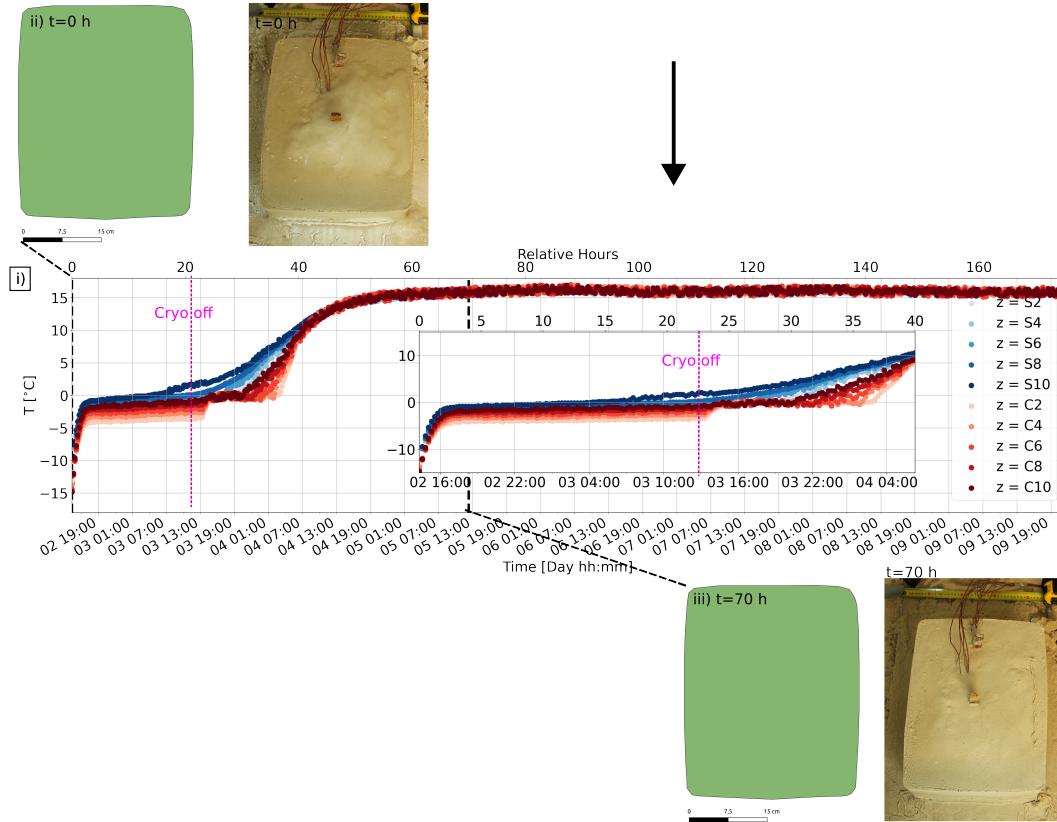 ii) t=0 h
t=0 h
0 7,5 15 cm
i)
Relative Hours
0 20 40 60 80 100 120 140 160
Cryo off
15
10
5
0
−5
−10
−15
T [°C]
0 5 10 15 20 25 30 35 40
Cryo off
10
0
−10
02 16:00 02 22:00 03 04:00 03 10:00 03 16:00 03 22:00 04 04:00
z = S2
z = S4
z = S6
z = S8
z = S10
z = C2
z = C4
z = C6
z = C8
z = C10
02 19:00 03 01:00 03 07:00 03 13:00 03 19:00 04 01:00 04 07:00 04 13:00 04 19:00 05 01:00 05 07:00 05 13:00 05 19:00 06 01:00 06 07:00 06 13:00 06 19:00 07 01:00 07 07:00 07 13:00 07 19:00 08 01:00 08 07:00 08 13:00 08 19:00 09 01:00 09 07:00 09 13:00 09 19:00
Time [Day hh:mm]
iii) t=70 h
t=70 h
0 7,5 15 cm